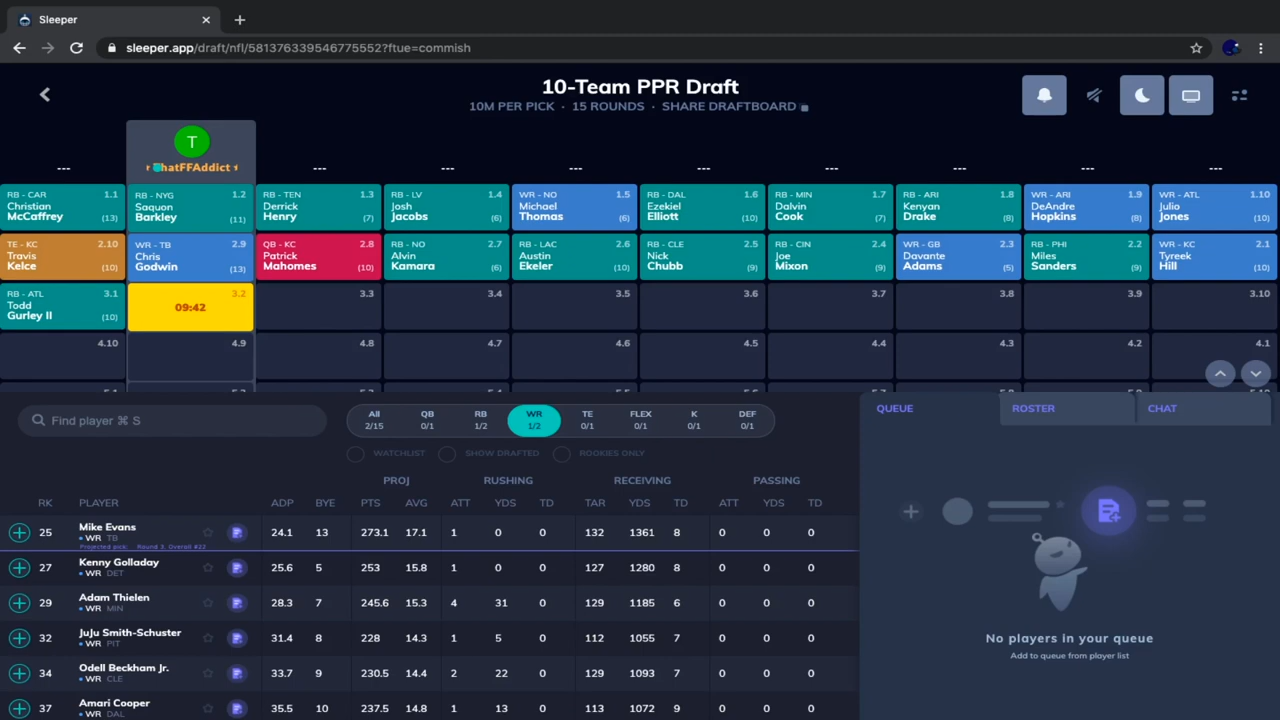 Sleeper
sleeper.app/draft/nfl/581376339546775552?ftue=commish
10-Team PPR Draft
10M PER PICK · 15 ROUNDS · SHARE DRAFTBOARD
T
--- hatFFAddict --- --- --- --- --- --- --- ---
RB - CAR 1.1 RB - NYG 1.2 RB - TEN 1.3 RB - LV 1.4 WR - NO 1.5 RB - DAL 1.6 RB - MIN 1.7 RB - ARI 1.8 WR - ARI 1.9 WR - ATL 1.10
Christian Saquon Derrick Josh Michael Ezekiel Dalvin Kenyan DeAndre Julio
McCaffrey (13) Barkley (11) Henry (7) Jacobs (6) Thomas (6) Elliott (10) Cook (7) Drake (8) Hopkins (8) Jones (10)
TE - KC 2.10 WR - TB 2.9 QB - KC 2.8 RB - NO 2.7 RB - LAC 2.6 RB - CLE 2.5 RB - CIN 2.4 WR - GB 2.3 RB - PHI 2.2 WR - KC 2.1
Travis Chris Patrick Alvin Austin Nick Joe Davante Miles Tyreek
Kelce (10) Godwin (13) Mahomes (10) Kamara (6) Ekeler (10) Chubb (9) Mixon (9) Adams (5) Sanders (9) Hill (10)
RB - ATL 3.1 3.2 3.3 3.4 3.5 3.6 3.7 3.8 3.9 3.10
Todd 09:42
Gurley II (10)
4.10 4.9 4.8 4.7 4.6 4.5 4.4 4.3 4.2 4.1
Find player ⌘ S
All QB RB WR TE FLEX K DEF
2/15 0/1 1/2 1/2 0/1 0/1 0/1 0/1
WATCHLIST SHOW DRAFTED ROOKIES ONLY
QUEUE ROSTER CHAT
PROJ RUSHING RECEIVING PASSING
RK PLAYER ADP BYE PTS AVG ATT YDS TD TAR YDS TD ATT YDS TD
25 Mike Evans 24.1 13 273.1 17.1 1 0 0 132 1361 8 0 0 0
WR TB
Projected pick: Round 3, Overall #22
27 Kenny Golladay 25.6 5 253 15.8 1 0 0 127 1280 8 0 0 0
WR DET
29 Adam Thielen 28.3 7 245.6 15.3 4 31 0 129 1185 6 0 0 0
WR MIN
32 JuJu Smith-Schuster 31.4 8 228 14.3 1 5 0 112 1055 7 0 0 0
WR PIT
34 Odell Beckham Jr. 33.7 9 230.5 14.4 2 22 0 129 1093 7 0 0 0
WR CLE
37 Amari Cooper 35.5 10 237.5 14.8 1 13 0 113 1072 9 0 0 0
WR DAL
No players in your queue
Add to queue from player list